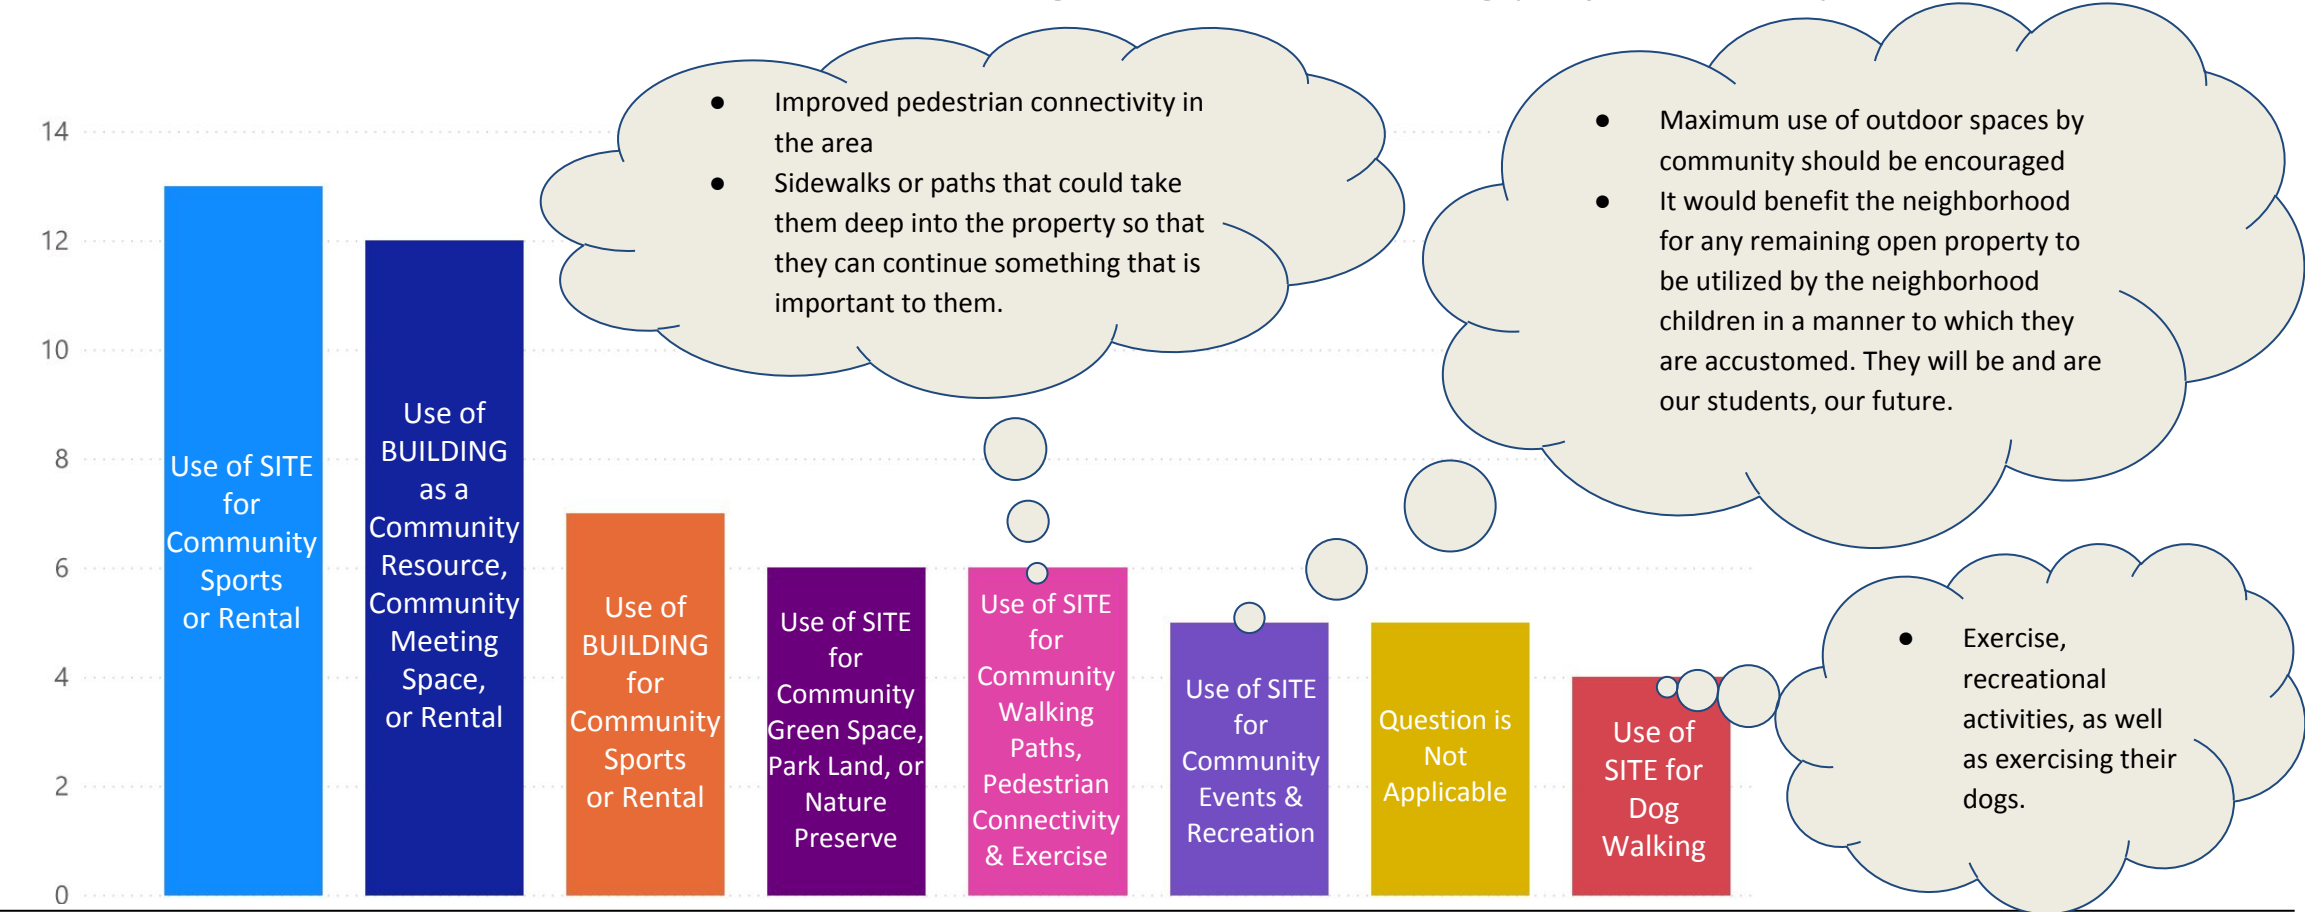 ● Improved pedestrian connectivity in
the area
● Sidewalks or paths that could take
them deep into the property so that
they can continue something that is
important to them.
● Maximum use of outdoor spaces by
community should be encouraged
● It would benefit the neighborhood
for any remaining open property to
be utilized by the neighborhood
children in a manner to which they
are accustomed. They will be and are
our students, our future.
● Exercise,
recreational
activities, as well
as exercising their
dogs.
14
12
10
8
6
4
2
0
Use of SITE
for
Community
Sports
or Rental
Use of
BUILDING
as a
Community
Resource,
Community
Meeting
Space,
or Rental
Use of
BUILDING
for
Community
Sports
or Rental
Use of SITE
for
Community
Green Space,
Park Land, or
Nature
Preserve
Use of SITE
for
Community
Walking
Paths,
Pedestrian
Connectivity
& Exercise
Use of SITE
for
Community
Events &
Recreation
Question is
Not
Applicable
Use of
SITE for
Dog
Walking